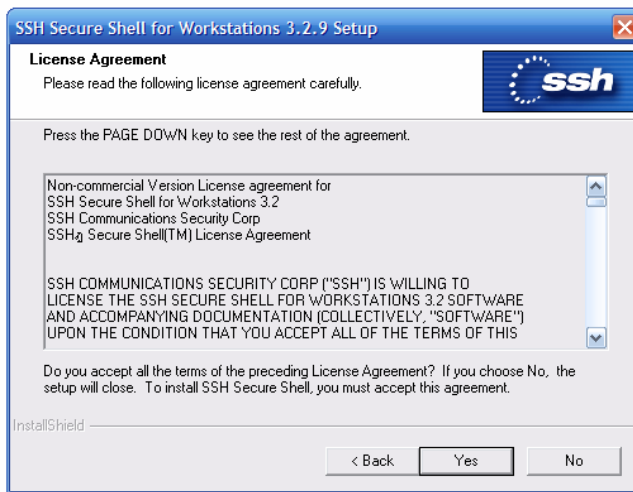 SSH Secure Shell for Workstations 3.2.9 Setup
License Agreement
Please read the following license agreement carefully.
ssh
Press the PAGE DOWN key to see the rest of the agreement.
Non-commercial Version License agreement for
SSH Secure Shell for Workstations 3.2
SSH Communications Security Corp
SSHฏ Secure Shell(TM) License Agreement
SSH COMMUNICATIONS SECURITY CORP ("SSH") IS WILLING TO
LICENSE THE SSH SECURE SHELL FOR WORKSTATIONS 3.2 SOFTWARE
AND ACCOMPANYING DOCUMENTATION (COLLECTIVELY, "SOFTWARE")
UPON THE CONDITION THAT YOU ACCEPT ALL OF THE TERMS OF THIS
Do you accept all the terms of the preceding License Agreement? If you choose No, the
setup will close. To install SSH Secure Shell, you must accept this agreement.
InstallShield
< Back Yes No